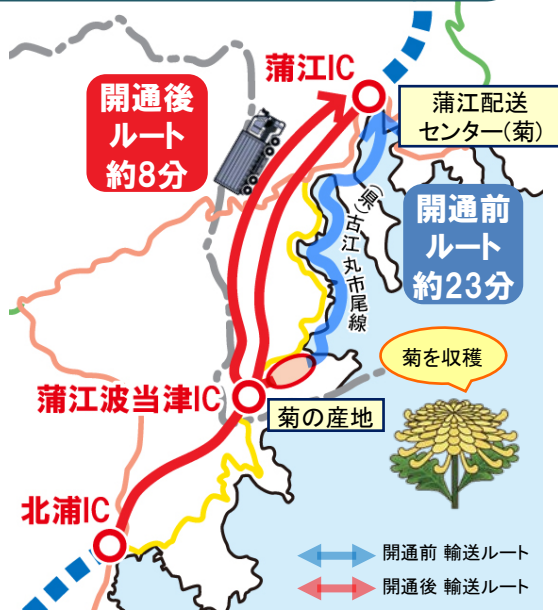 蒲江IC
開通後
ルート
約8分
蒲江配送
センター(菊)
開通前
ルート
約23分
(県)古江丸市尾線
菊を収穫
蒲江波当津IC
菊の産地
北浦IC
開通前 輸送ルート
開通後 輸送ルート